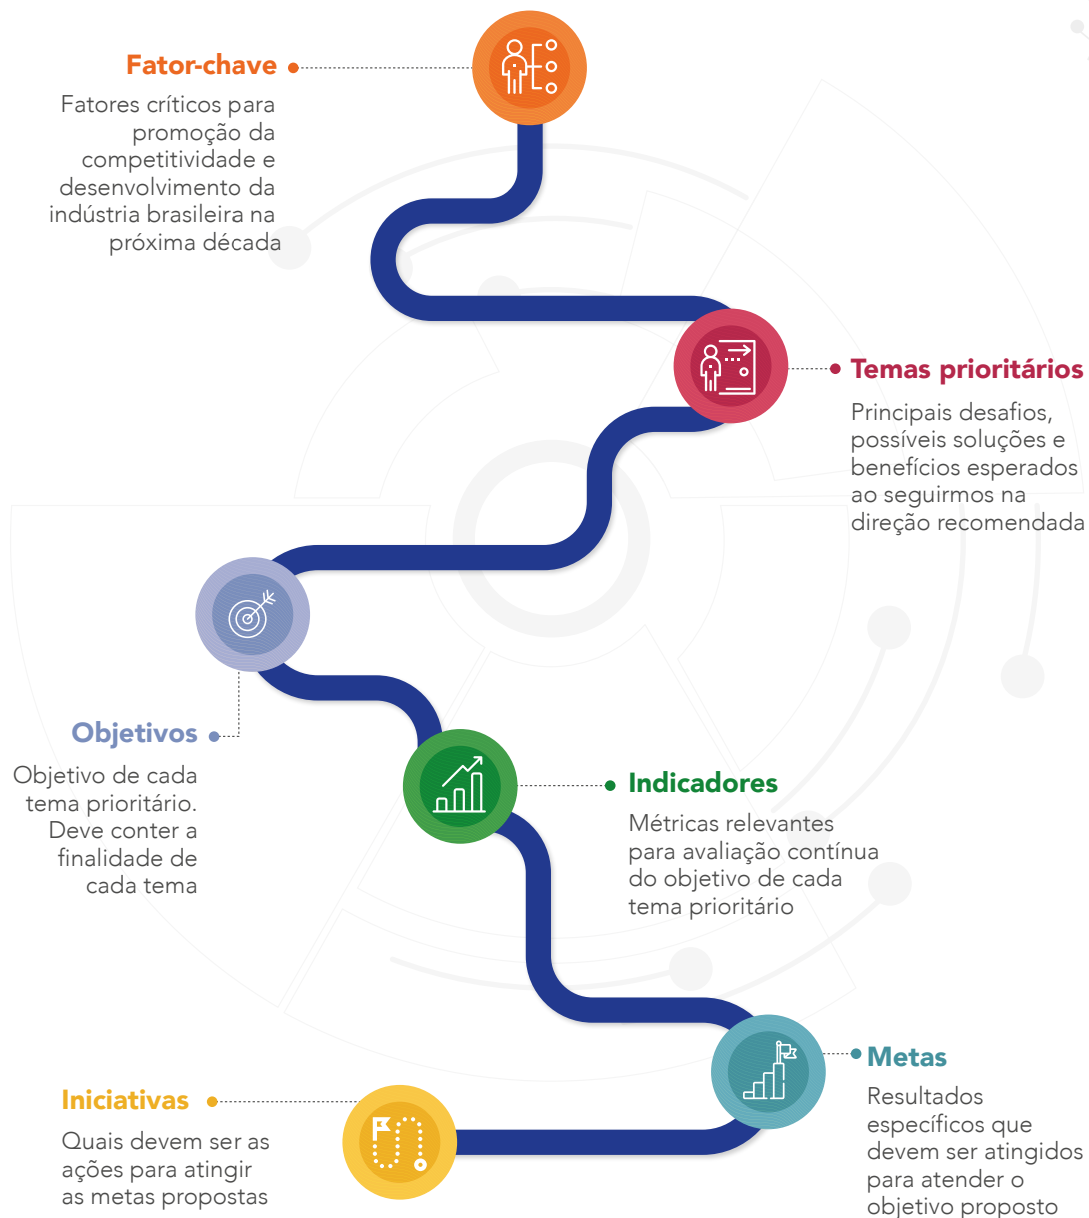 Fator-chave
Fatores críticos para
promoção da
competitividade e
desenvolvimento da
indústria brasileira na
próxima década
Temas prioritários
Principais desafios,
possíveis soluções e
benefícios esperados
ao seguirmos na
direção recomendada
Objetivos
Objetivo de cada
tema prioritário.
Deve conter a
finalidade de
cada tema
Indicadores
Métricas relevantes
para avaliação contínua
do objetivo de cada
tema prioritário
Metas
Resultados
específicos que
devem ser atingidos
para atender o
objetivo proposto
Iniciativas
Quais devem ser as
ações para atingir
as metas propostas